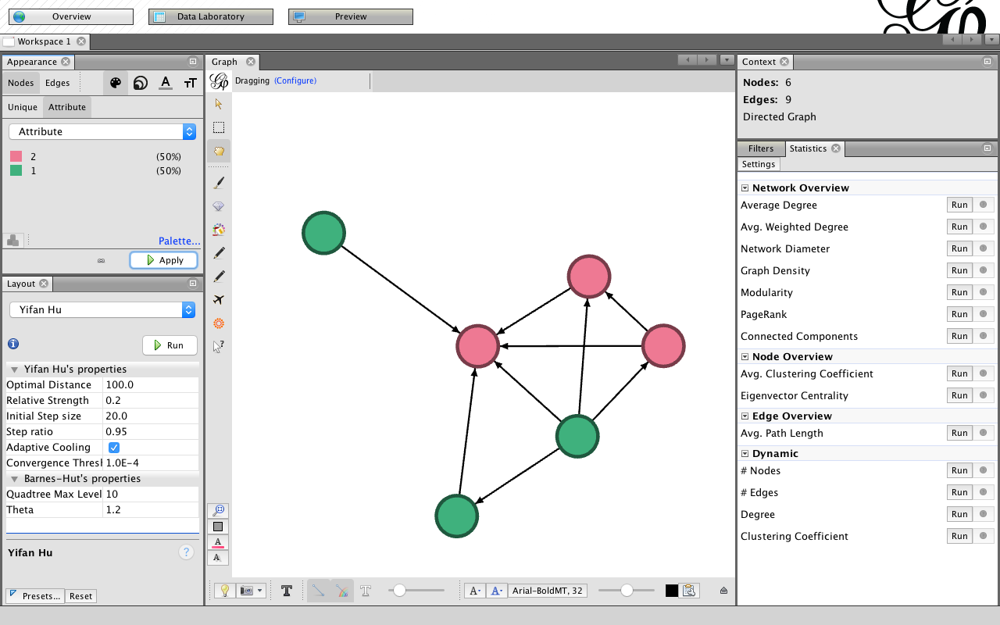 Overview
Data Laboratory
Preview
Workspace 1
Appearance
Nodes
Edges
A
TT
Unique
Attribute
Attribute
2 (50%)
1 (50%)
Palette...
Apply
Layout
Yifan Hu
Run
Yifan Hu's properties
Optimal Distance 100.0
Relative Strength 0.2
Initial Step size 20.0
Step ratio 0.95
Adaptive Cooling
Convergence Thresh 1.0E-4
Barnes-Hut's properties
Quadtree Max Level 10
Theta 1.2
Yifan Hu
?
Presets...
Reset
Graph
Dragging (Configure)
?
A
A
T
T
A-
A-
Arial-BoldMT, 32
Context
Nodes: 6
Edges: 9
Directed Graph
Filters
Statistics
Settings
Network Overview
Average Degree Run
Avg. Weighted Degree Run
Network Diameter Run
Graph Density Run
Modularity Run
PageRank Run
Connected Components Run
Node Overview
Avg. Clustering Coefficient Run
Eigenvector Centrality Run
Edge Overview
Avg. Path Length Run
Dynamic
# Nodes Run
# Edges Run
Degree Run
Clustering Coefficient Run